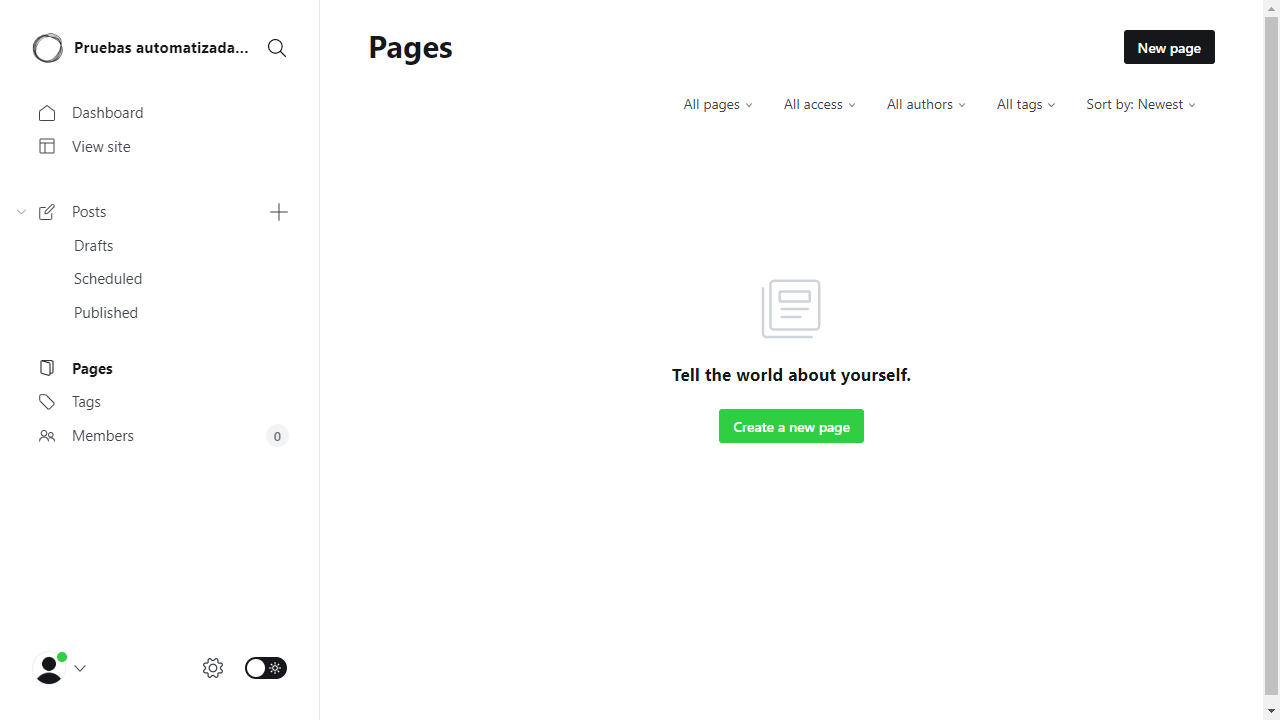 Pruebas automatizada...
Dashboard
View site
Posts
Drafts
Scheduled
Published
Pages
Tags
Members 0
Pages
New page
All pages All access All authors All tags Sort by: Newest
Tell the world about yourself.
Create a new page